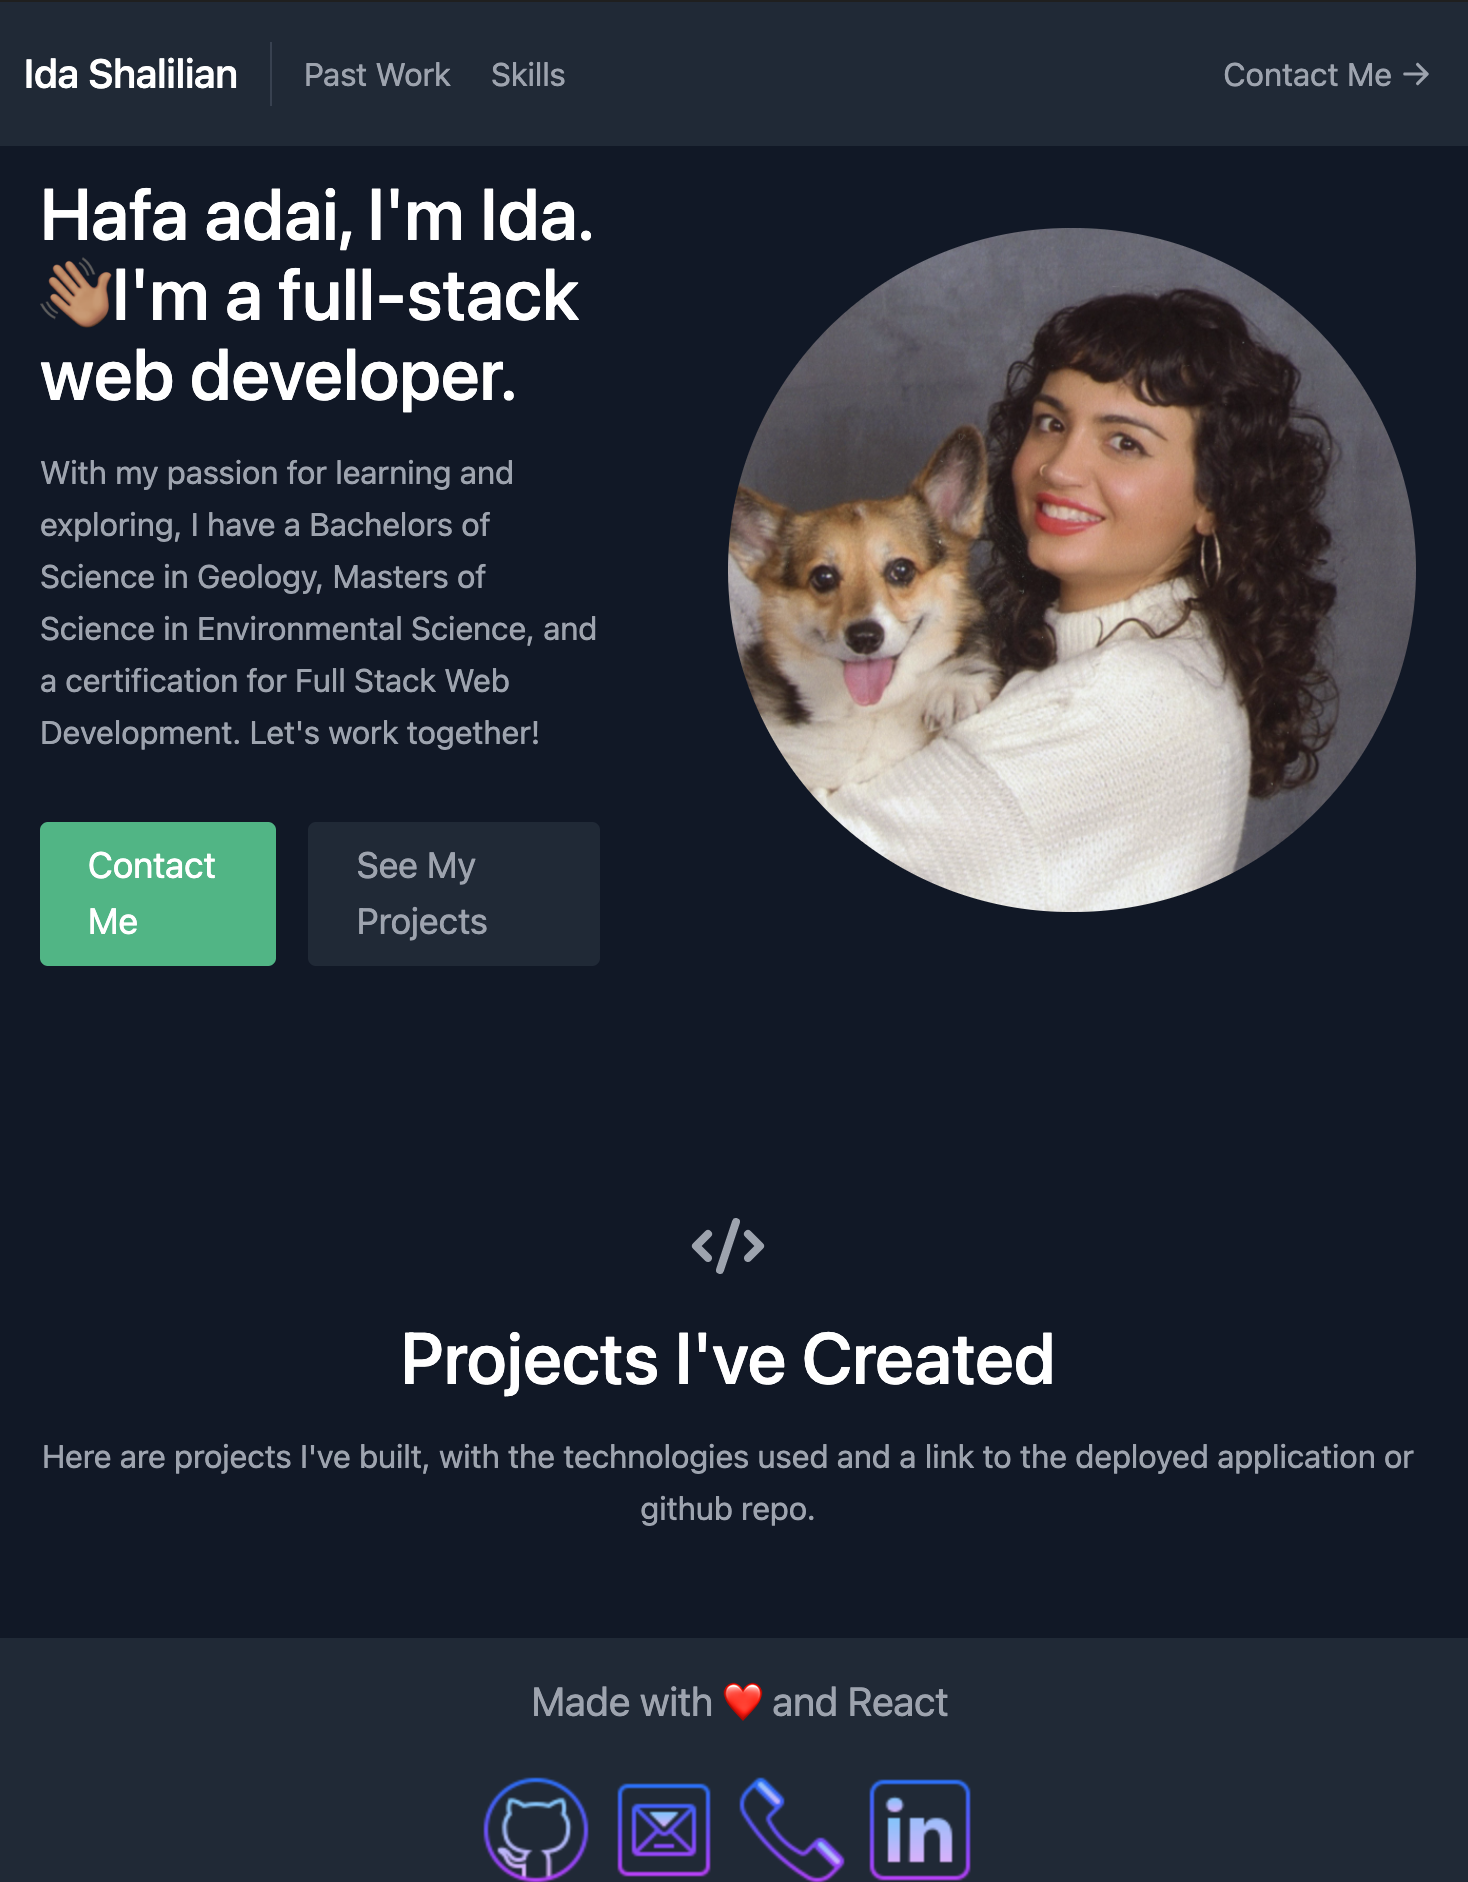 Ida Shalilian
Past Work
Skills
Contact Me →
Hafa adai, I'm Ida.
👋🏽I'm a full-stack
web developer.
With my passion for learning and
exploring, I have a Bachelors of
Science in Geology, Masters of
Science in Environmental Science, and
a certification for Full Stack Web
Development. Let's work together!
Contact
Me
See My
Projects
</>
Projects I've Created
Here are projects I've built, with the technologies used and a link to the deployed application or
github repo.
Made with ❤️ and React
in